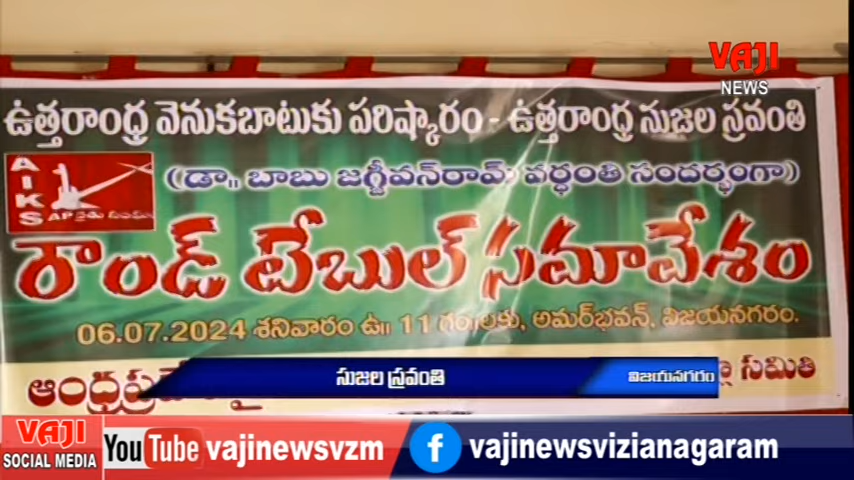 VAJI
NEWS
ఉత్తరాంధ్ర వెనుకబాటుకు పరిష్కారం - ఉత్తరాంధ్ర సుజల స్రవంతి
AIKS
AP రైతు సంఘం
(డా॥ బాబు జగ్జీవన్‌రామ్ వర్ధంతి సందర్భంగా)
రౌండ్ టేబుల్ సమావేశం
06.07.2024 శనివారం ఉ॥ 11 గం॥లకు, అమర్‌భవన్, విజయనగరం.
సమితి
సుజల స్రవంతి
విజయనగరం
VAJI
SOCIAL MEDIA
YouTube vajinewsvzm
f vajinewsvizianagaram